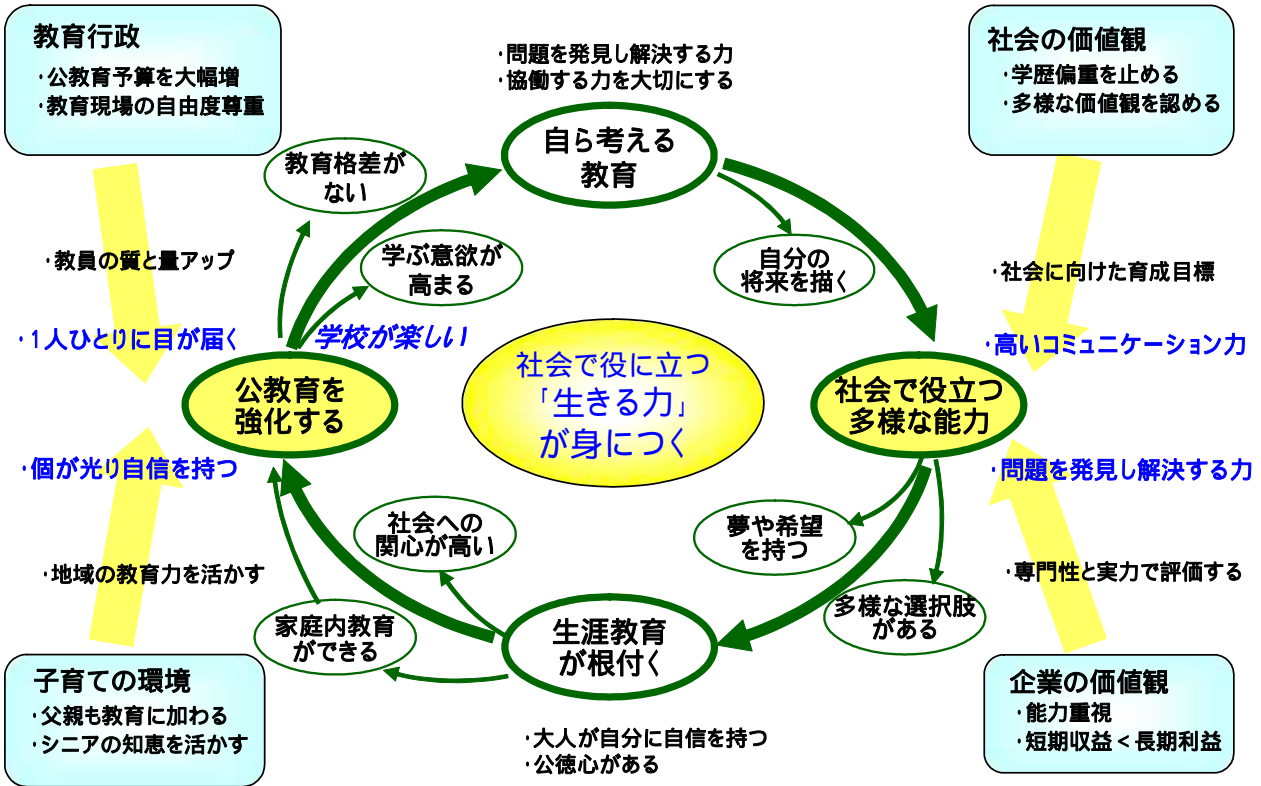 教育行政
・公教育予算を大幅増
・教育現場の自由度尊重
・問題を発見し解決する力
・協働する力を大切にする
社会の価値観
・学歴偏重を止める
・多様な価値観を認める
自ら考える
教育
教育格差が
ない
学ぶ意欲が
高まる
自分の
将来を描く
・教員の質と量アップ
・社会に向けた育成目標
・1人ひとりに目が届く
学校が楽しい
・高いコミュニケーション力
公教育を
強化する
社会で役に立つ
「生きる力」
が身につく
社会で役立つ
多様な能力
・個が光り自信を持つ
・問題を発見し解決する力
社会への
関心が高い
夢や希望
を持つ
・地域の教育力を活かす
・専門性と実力で評価する
家庭内教育
ができる
生涯教育
が根付く
多様な選択肢
がある
子育ての環境
・父親も教育に加わる
・シニアの知恵を活かす
・大人が自分に自信を持つ
・公徳心がある
企業の価値観
・能力重視
・短期収益＜長期利益